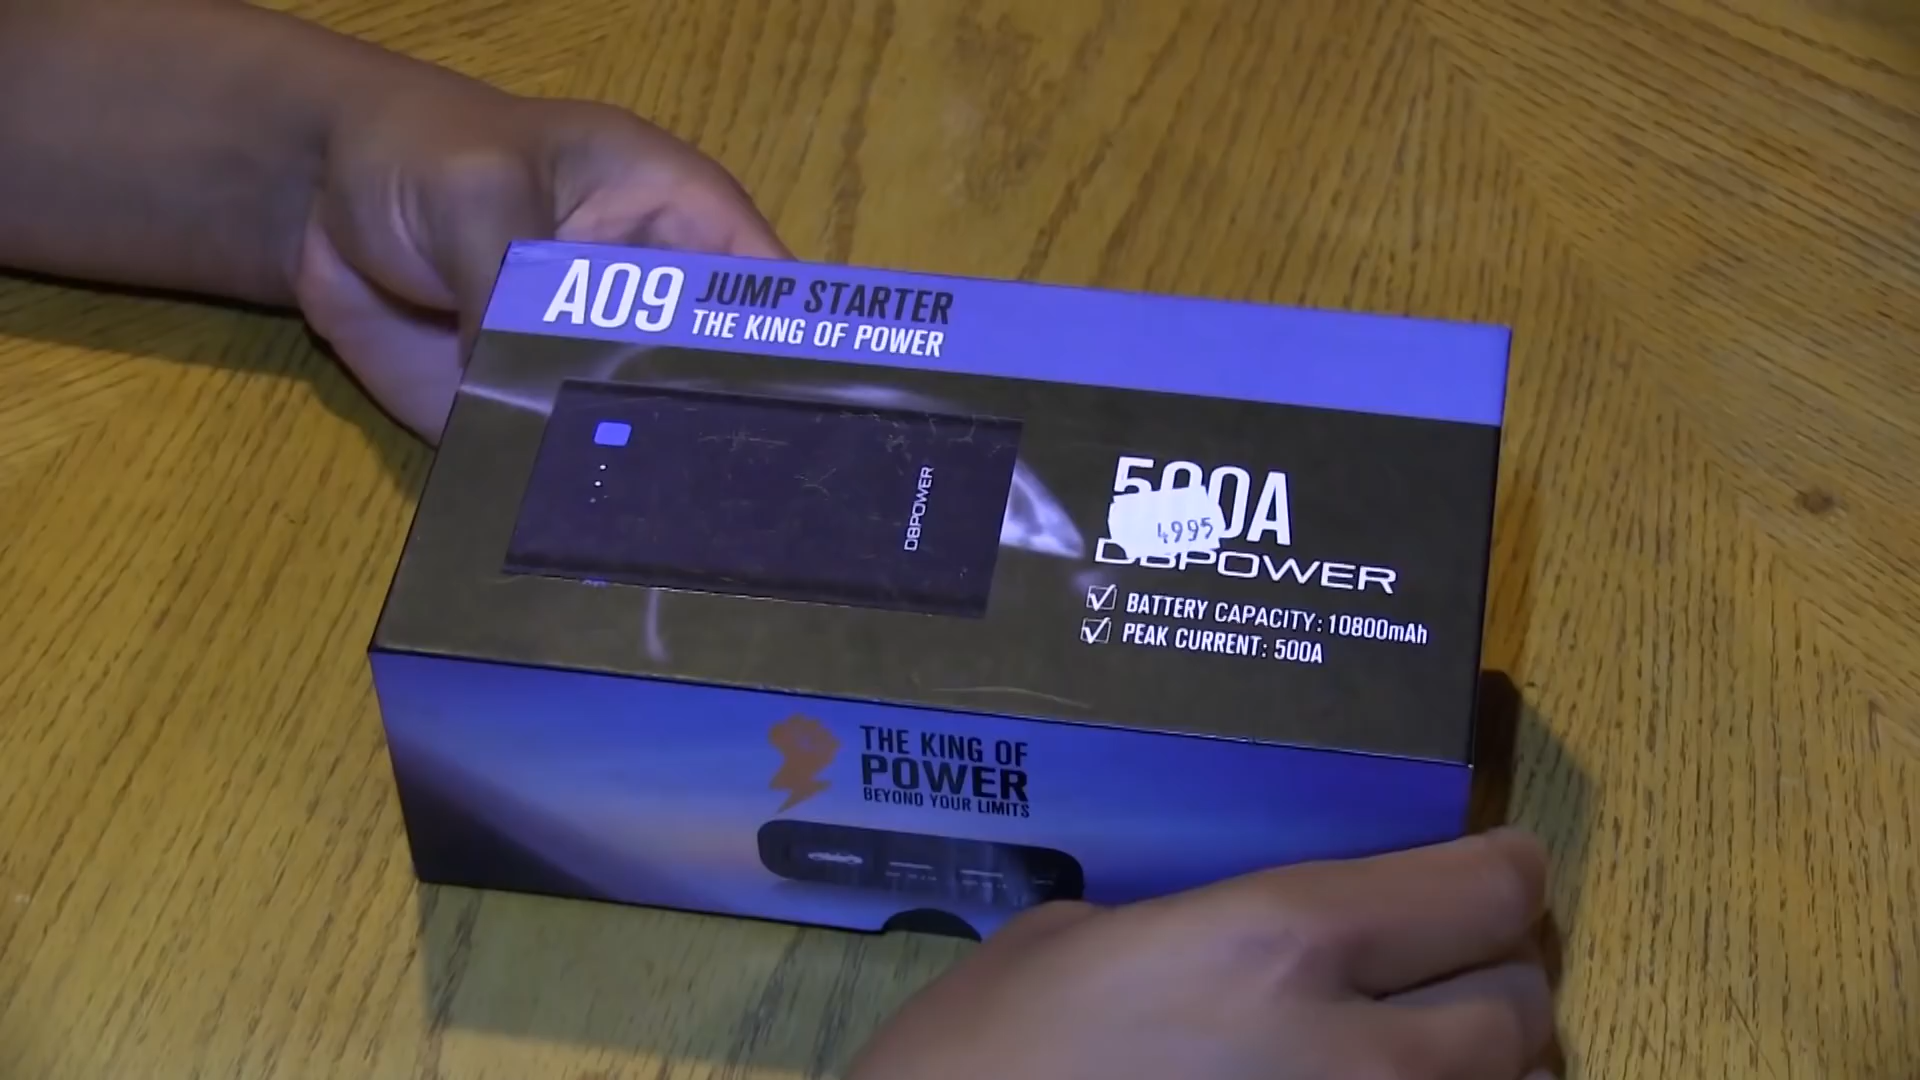 A09 JUMP STARTER
THE KING OF POWER
DBPOWER
500A
4995
DBPOWER
BATTERY CAPACITY: 10800mAh
PEAK CURRENT: 500A
THE KING OF
POWER
BEYOND YOUR LIMITS